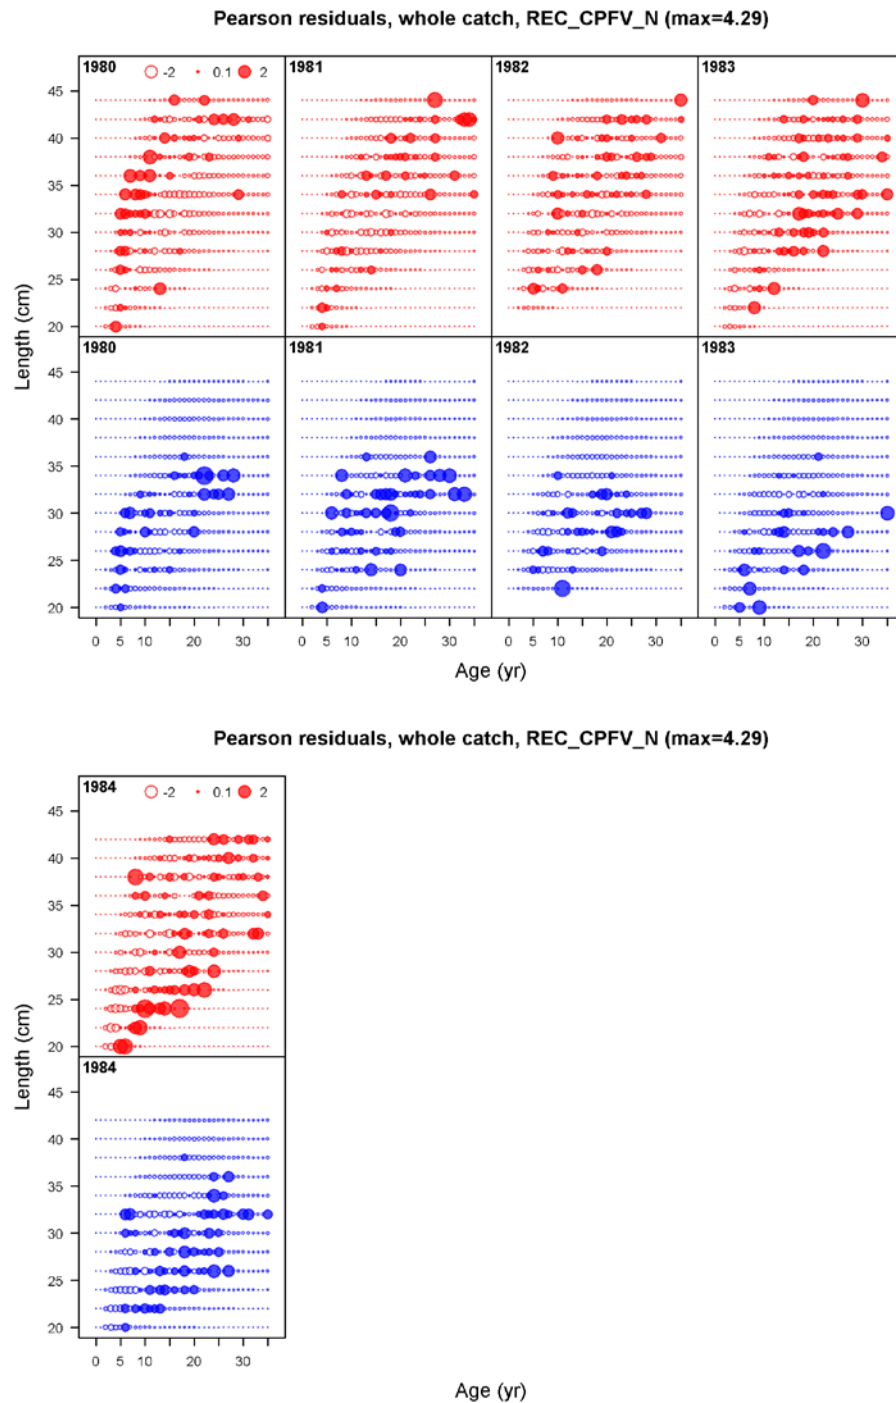 Pearson residuals, whole catch, REC_CPFV_N (max=4.29)
1980 -2 0.1 2 1981 1982 1983
45
40
35
30
25
20
1980 1981 1982 1983
45
40
35
30
25
20
Length (cm)
0 5 10 20 30 0 5 10 20 30 0 5 10 20 30 0 5 10 20 30
Age (yr)
Pearson residuals, whole catch, REC_CPFV_N (max=4.29)
1984 -2 0.1 2
45
40
35
30
25
20
1984
45
40
35
30
25
20
Length (cm)
0 5 10 20 30
Age (yr)